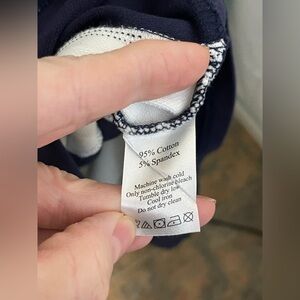 95% Cotton
5% Spandex
Machine wash cold
Only non-chlorine bleach
Tumble dry low
Cool iron
Do not dry clean